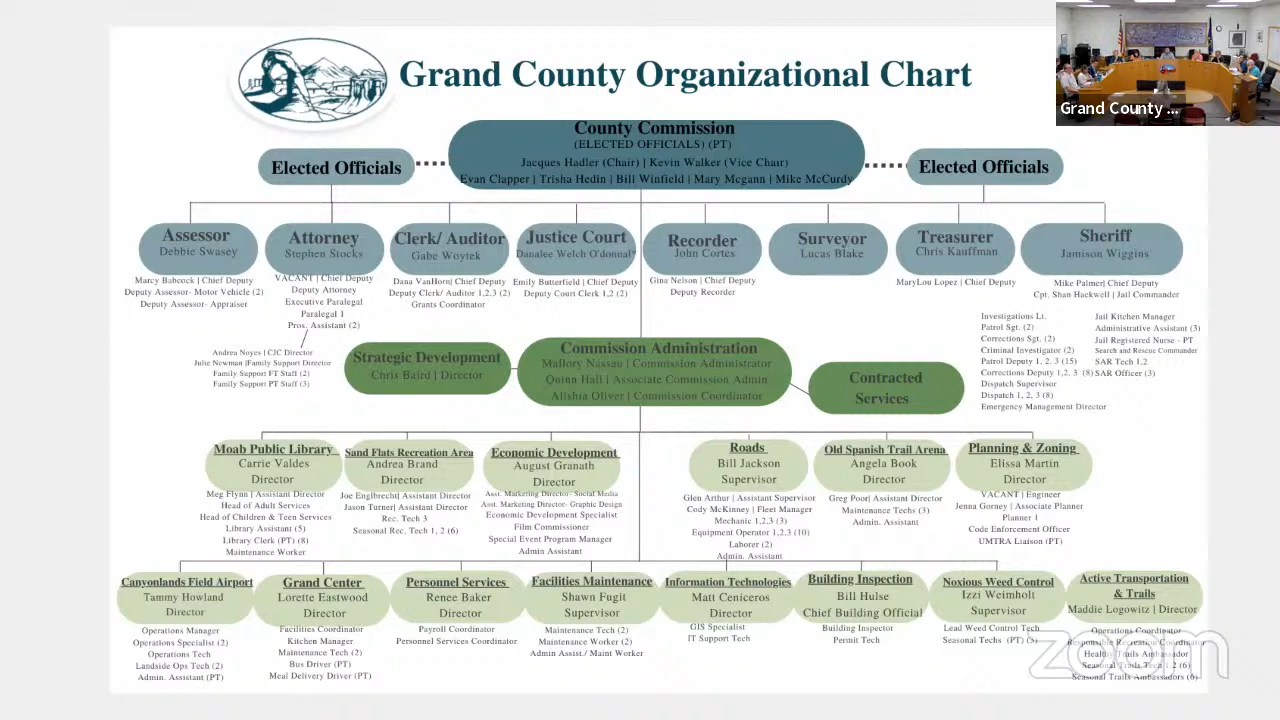 Grand County Organizational Chart
Grand County ...
County Commission
(ELECTED OFFICIALS) (PT)
Jacques Hadler (Chair) | Kevin Walker (Vice Chair)
Evan Clapper | Trisha Hedin | Bill Winfield | Mary Mcgann | Mike McCurdy
Elected Officials
Elected Officials
Assessor
Debbie Swasey
Marcy Babcock | Chief Deputy
Deputy Assessor- Motor Vehicle (2)
Deputy Assessor- Appraiser
Attorney
Stephen Stocks
VACANT | Chief Deputy
Deputy Attorney
Executive Paralegal
Paralegal I
Pros. Assistant (2)
Andrea Noyes | CJC Director
Julie Newman |Family Support Director
Family Support FT Staff (2)
Family Support PT Staff (3)
Clerk/ Auditor
Gabe Woytek
Dana VanHorn| Chief Deputy
Deputy Clerk/ Auditor 1,2,3 (2)
Grants Coordinator
Justice Court
Danalee Welch O'donnal*
Emily Butterfield | Chief Deputy
Deputy Court Clerk 1,2 (2)
Recorder
John Cortes
Gina Nelson | Chief Deputy
Deputy Recorder
Surveyor
Lucas Blake
Treasurer
Chris Kauffman
MaryLou Lopez | Chief Deputy
Sheriff
Jamison Wiggins
Mike Palmer| Chief Deputy
Cpt. Shan Hackwell | Jail Commander
Investigations Lt.
Patrol Sgt. (2)
Corrections Sgt. (2)
Criminal Investigator (2)
Patrol Deputy 1, 2, 3 (15)
Corrections Deputy 1,2, 3 (8)
Dispatch Supervisor
Dispatch 1, 2, 3 (8)
Emergency Management Director
Jail Kitchen Manager
Administrative Assistant (3)
Jail Registered Nurse - PT
Search and Rescue Commander
SAR Tech 1,2
SAR Officer (3)
Strategic Development
Chris Baird | Director
Commission Administration
Mallory Nassau | Commission Administrator
Quinn Hall | Associate Commission Admin
Alishia Oliver | Commission Coordinator
Contracted
Services
Moab Public Library
Carrie Valdes
Director
Meg Flynn | Assistant Director
Head of Adult Services
Head of Children & Teen Services
Library Assistant (5)
Library Clerk (PT) (8)
Maintenance Worker
Sand Flats Recreation Area
Andrea Brand
Director
Joe Englbrecht| Assistant Director
Jason Turner| Assistant Director
Rec. Tech 3
Seasonal Rec. Tech 1, 2 (6)
Economic Development
August Granath
Director
Asst. Marketing Director- Social Media
Asst. Marketing Director- Graphic Design
Economic Development Specialist
Film Commissioner
Special Event Program Manager
Admin Assistant
Roads
Bill Jackson
Supervisor
Glen Arthur | Assistant Supervisor
Cody McKinney | Fleet Manager
Mechanic 1,2,3 (3)
Equipment Operator 1,2,3 (10)
Laborer (2)
Admin. Assistant
Old Spanish Trail Arena
Angela Book
Director
Greg Poor| Assistant Director
Maintenance Techs (3)
Admin. Assistant
Planning & Zoning
Elissa Martin
Director
VACANT | Engineer
Jenna Gorney | Associate Planner
Planner 1
Code Enforcement Officer
UMTRA Liaison (PT)
Canyonlands Field Airport
Tammy Howland
Director
Operations Manager
Operations Specialist (2)
Operations Tech
Landside Ops Tech (2)
Admin. Assistant (PT)
Grand Center
Lorette Eastwood
Director
Facilities Coordinator
Kitchen Manager
Maintenance Tech (2)
Bus Driver (PT)
Meal Delivery Driver (PT)
Personnel Services
Renee Baker
Director
Payroll Coordinator
Personnel Services Coordinator
Facilities Maintenance
Shawn Fugit
Supervisor
Maintenance Tech (2)
Maintenance Worker (2)
Admin Assist./ Maint Worker
Information Technologies
Matt Ceniceros
Director
GIS Specialist
IT Support Tech
Building Inspection
Bill Hulse
Chief Building Official
Building Inspector
Permit Tech
Noxious Weed Control
Izzi Weimholt
Supervisor
Lead Weed Control Tech
Seasonal Techs (PT) (5)
Active Transportation
& Trails
Maddie Logowitz | Director
Operations Coordinator
Responsible Recreation Coordinator
Healthy Trails Ambassador
Seasonal Trails Tech 1,2 (6)
Seasonal Trails Ambassadors (6)
zoom